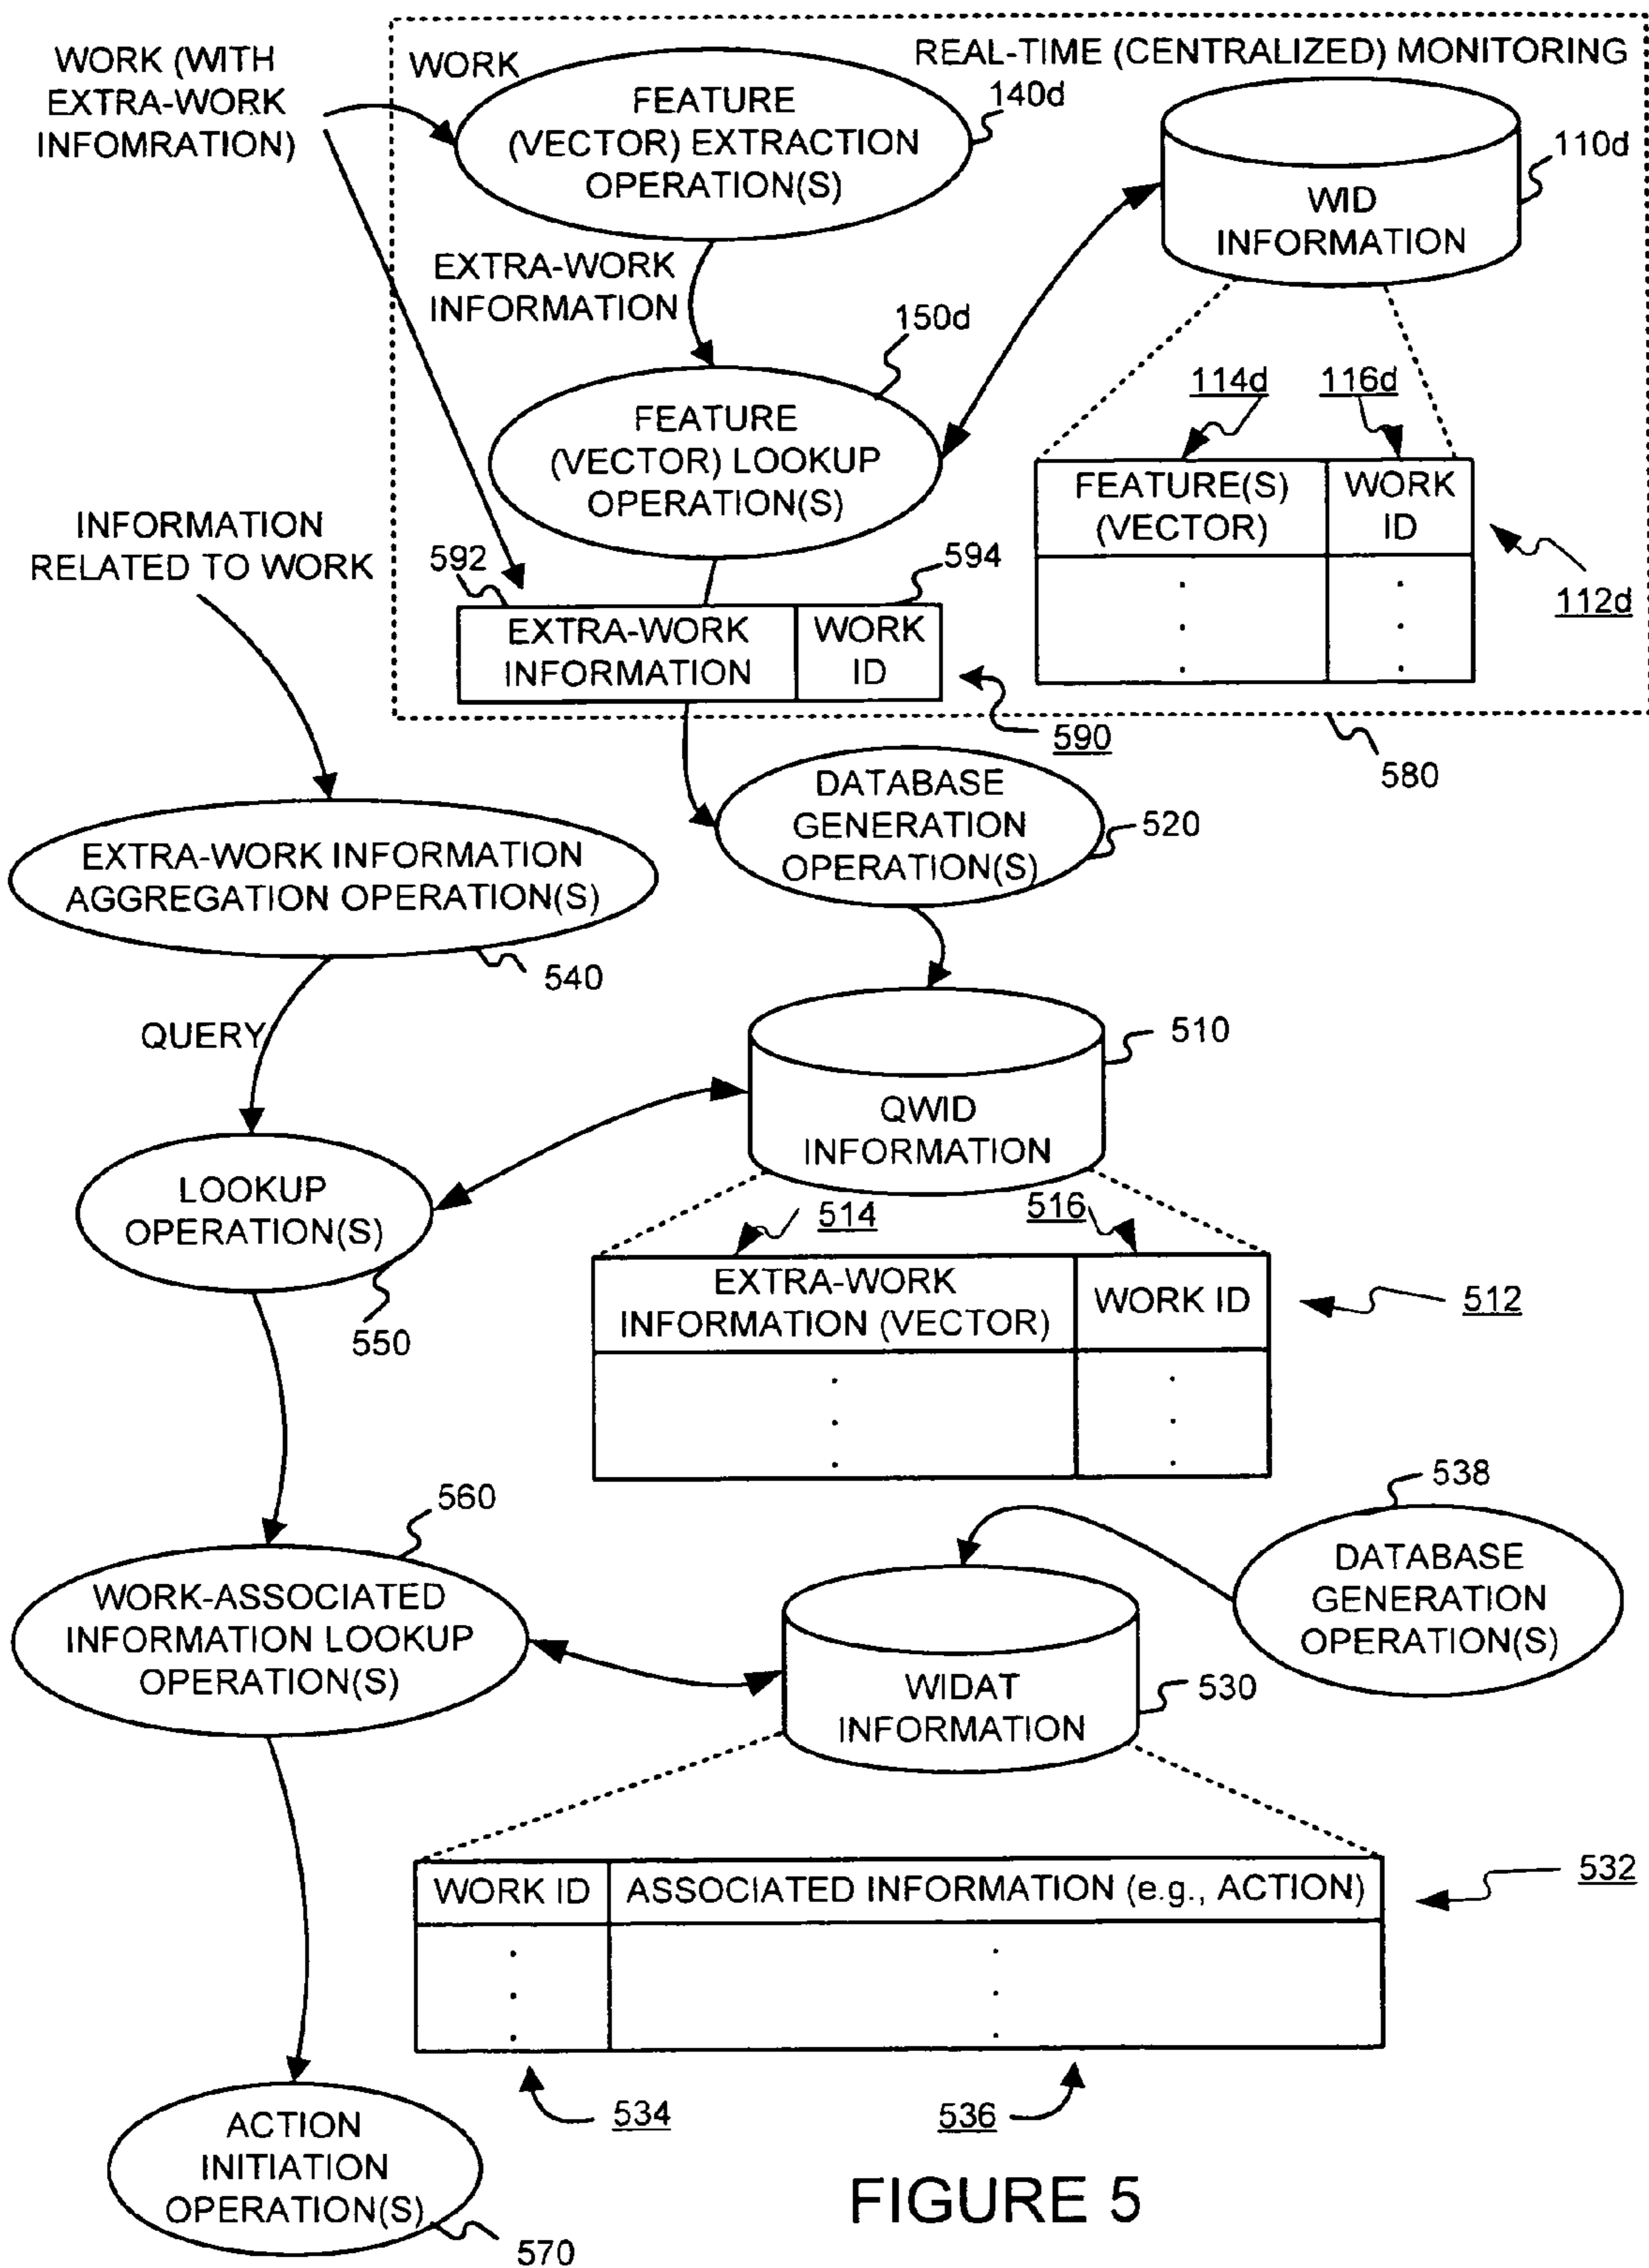 WORK (WITH
EXTRA-WORK
INFOMRATION)
WORK
REAL-TIME (CENTRALIZED) MONITORING
FEATURE
(VECTOR) EXTRACTION
OPERATION(S)
140d
WID
INFORMATION
110d
EXTRA-WORK
INFORMATION
150d
FEATURE
(VECTOR) LOOKUP
OPERATION(S)
114d
116d
FEATURE(S)
(VECTOR)
WORK
ID
112d
INFORMATION
RELATED TO WORK
592
594
EXTRA-WORK
INFORMATION
WORK
ID
590
580
DATABASE
GENERATION
OPERATION(S)
520
EXTRA-WORK INFORMATION
AGGREGATION OPERATION(S)
540
QUERY
QWID
INFORMATION
510
LOOKUP
OPERATION(S)
550
514
516
EXTRA-WORK
INFORMATION (VECTOR)
WORK ID
512
538
DATABASE
GENERATION
OPERATION(S)
560
WORK-ASSOCIATED
INFORMATION LOOKUP
OPERATION(S)
WIDAT
INFORMATION
530
WORK ID
ASSOCIATED INFORMATION (e.g., ACTION)
532
534
536
ACTION
INITIATION
OPERATION(S)
570
FIGURE 5